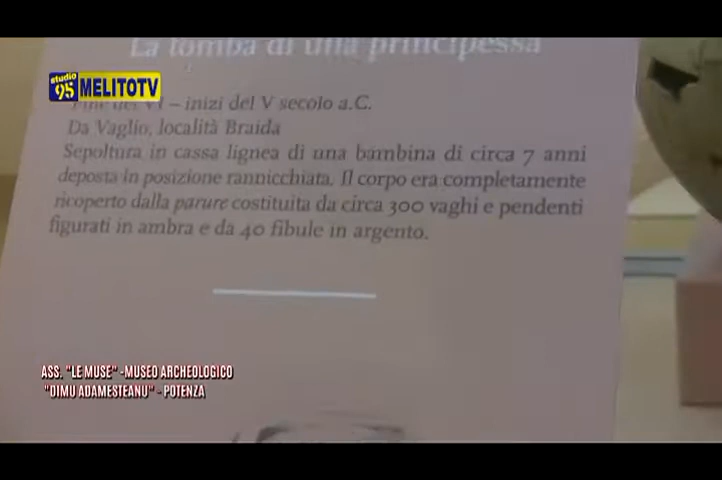 La tomba di una principessa
studio
95 MELITOTV
Fine del VI – inizi del V secolo a.C.
Da Vaglio, località Braida
Sepoltura in cassa lignea di una bambina di circa 7 anni
deposta in posizione rannicchiata. Il corpo era completamente
ricoperto dalla parure costituita da circa 300 vaghi e pendenti
figurati in ambra e da 40 fibule in argento.
ASS. "LE MUSE" -MUSEO ARCHEOLOGICO
"DIMU ADAMESTEANU" - POTENZA